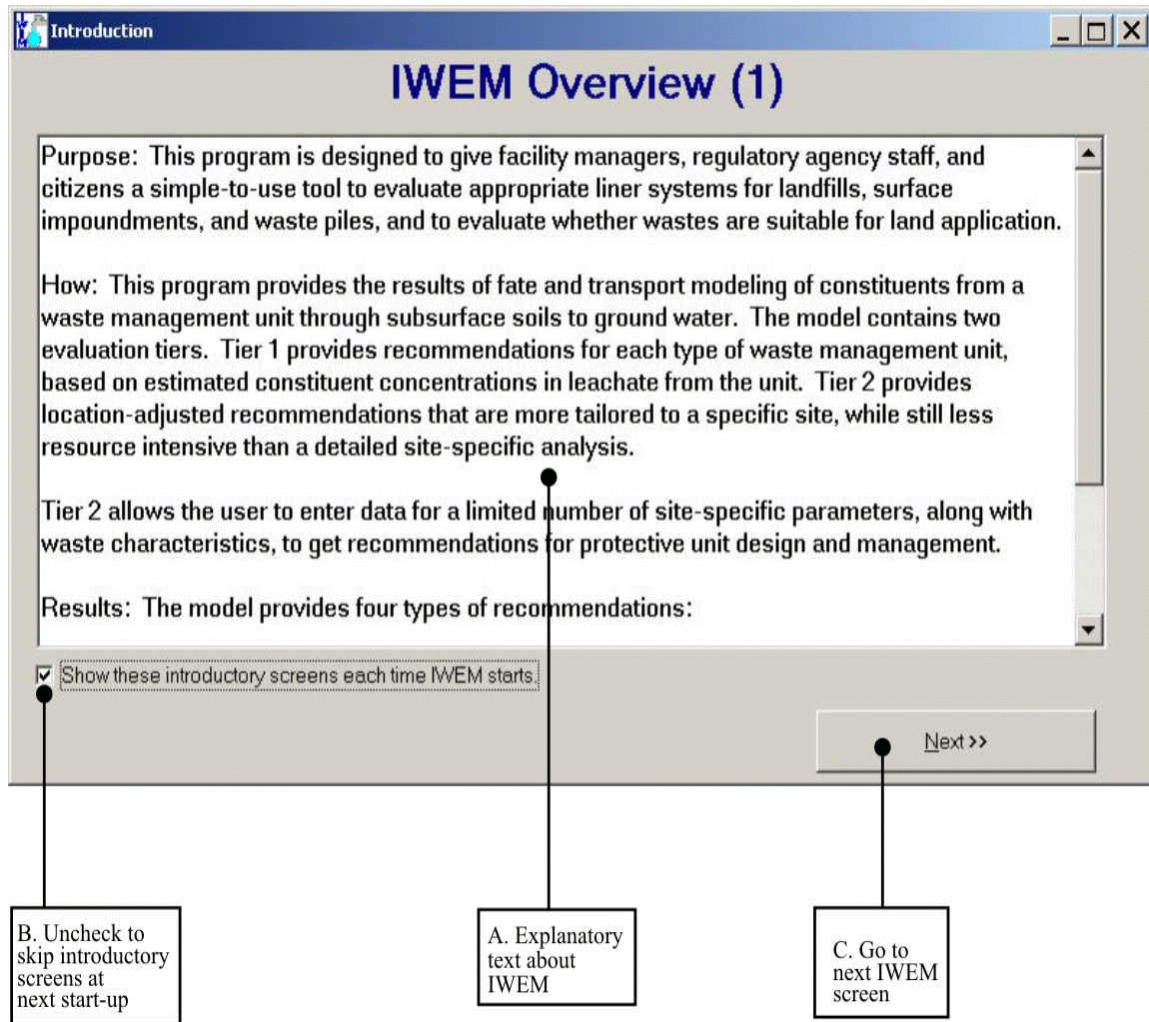 Introduction
IWEM Overview (1)
Purpose: This program is designed to give facility managers, regulatory agency staff, and
citizens a simple-to-use tool to evaluate appropriate liner systems for landfills, surface
impoundments, and waste piles, and to evaluate whether wastes are suitable for land application.
How: This program provides the results of fate and transport modeling of constituents from a
waste management unit through subsurface soils to ground water. The model contains two
evaluation tiers. Tier 1 provides recommendations for each type of waste management unit,
based on estimated constituent concentrations in leachate from the unit. Tier 2 provides
location-adjusted recommendations that are more tailored to a specific site, while still less
resource intensive than a detailed site-specific analysis.
Tier 2 allows the user to enter data for a limited number of site-specific parameters, along with
waste characteristics, to get recommendations for protective unit design and management.
Results: The model provides four types of recommendations:
Show these introductory screens each time IWEM starts.
Next >>
B. Uncheck to
skip introductory
screens at
next start-up
A. Explanatory
text about
IWEM
C. Go to
next IWEM
screen